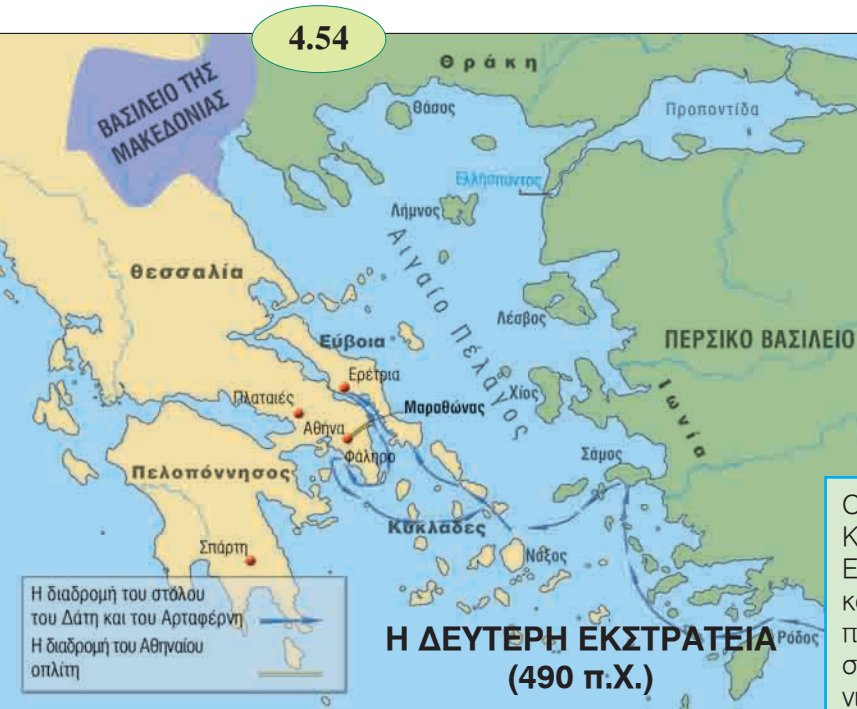 4.54
Θράκη
ΒΑΣΙΛΕΙΟ ΤΗΣ
ΜΑΚΕΔΟΝΙΑΣ
Θάσος
Προποντίδα
Ελλήσποντος
Λήμνος
Αιγαίο Πέλαγος
Θεσσαλία
Λέσβος
ΠΕΡΣΙΚΟ ΒΑΣΙΛΕΙΟ
Εύβοια
Ερέτρια
Χίος
Ιωνία
Πλαταιές
Μαραθώνας
Αθήνα
Φάληρο
Σάμος
Πελοπόννησος
Κυκλάδες
Νάξος
Σπάρτη
Η διαδρομή του στόλου
του Δάτη και του Αρταφέρνη
Η διαδρομή του Αθηναίου
οπλίτη
Η ΔΕΥΤΕΡΗ ΕΚΣΤΡΑΤΕΙΑ
(490 π.Χ.)
Ρόδος